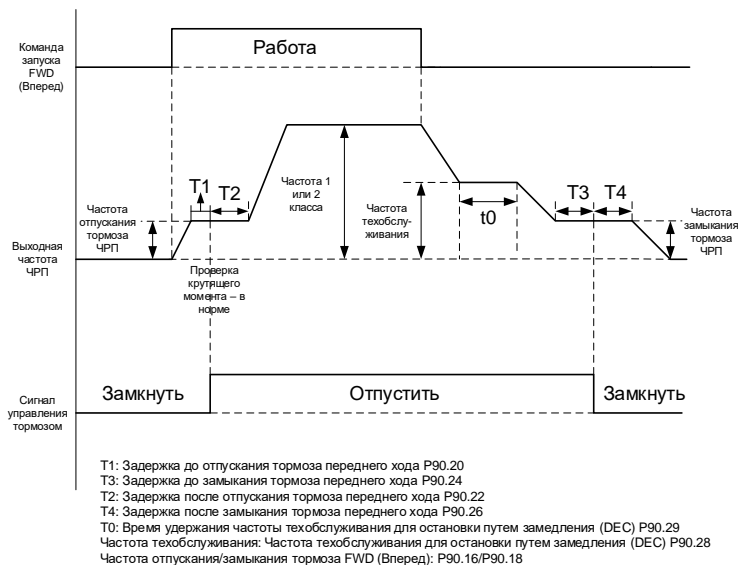 Команда
запуска
FWD
(Вперед)
Работа
Частота
отпускания
тормоза
ЧРП
T1
T2
Частота 1
или 2
класса
Частота
техобслу-
живания
t0
T3
T4
Частота
замыкания
тормоза
ЧРП
Выходная
частота
ЧРП
Проверка
крутящего
момента – в
норме
Сигнал
управления
тормозом
Замкнуть
Отпустить
Замкнуть
T1: Задержка до отпускания тормоза переднего хода P90.20
T3: Задержка до замыкания тормоза переднего хода P90.24
T2: Задержка после отпускания тормоза переднего хода P90.22
T4: Задержка после замыкания тормоза переднего хода P90.26
T0: Время удержания частоты техобслуживания для остановки путем замедления (DEC) P90.29
Частота техобслуживания: Частота техобслуживания для остановки путем замедления (DEC) P90.28
Частота отпускания/замыкания тормоза FWD (Вперед): P90.16/P90.18